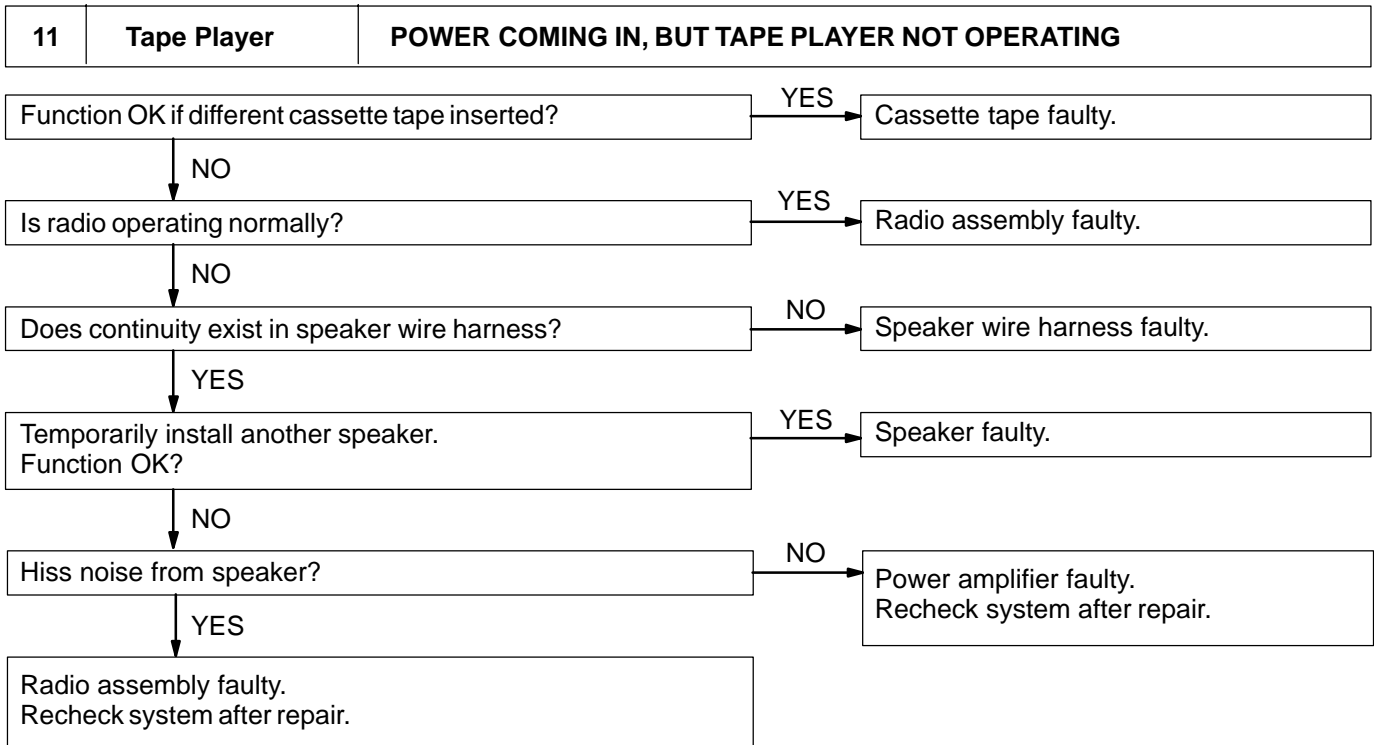 11 Tape Player POWER COMING IN, BUT TAPE PLAYER NOT OPERATING
Function OK if different cassette tape inserted?
YES
Cassette tape faulty.
NO
Is radio operating normally?
YES
Radio assembly faulty.
NO
Does continuity exist in speaker wire harness?
NO
Speaker wire harness faulty.
YES
Temporarily install another speaker.
Function OK?
YES
Speaker faulty.
NO
Hiss noise from speaker?
NO
Power amplifier faulty.
Recheck system after repair.
YES
Radio assembly faulty.
Recheck system after repair.